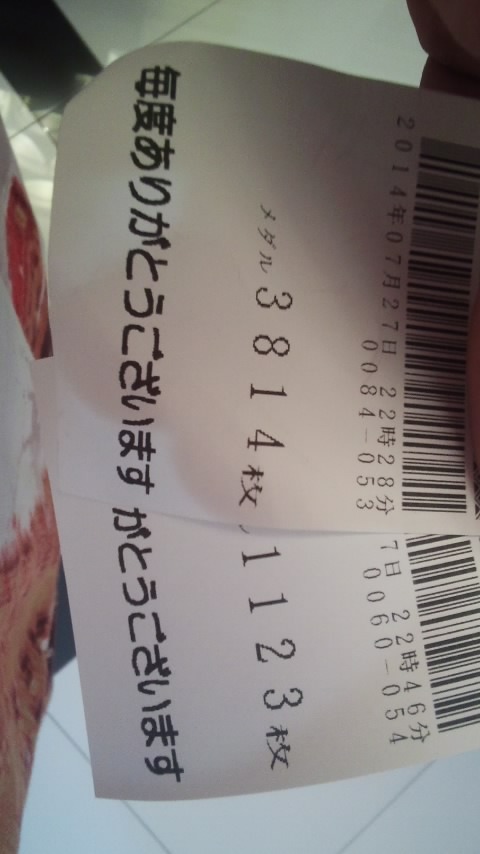 2014年07月27日 22時28分
0084-053
メダル3814枚
毎度ありがとうございます
7日 22時46分
0060-054
1123枚
がとうございます